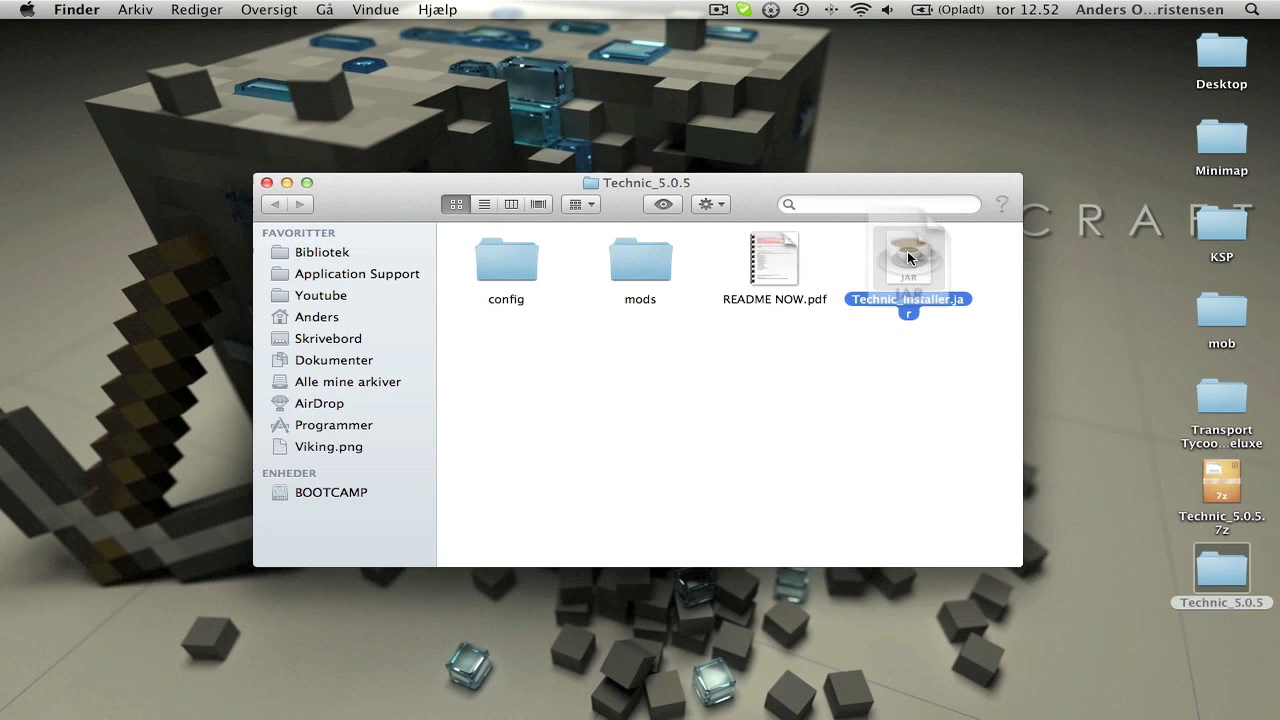 Finder Arkiv Rediger Oversigt Gå Vindue Hjælp (Opladt) tor 12.52 Anders O...ristensen
Technic_5.0.5
FAVORITTER
Bibliotek
Application Support
Youtube
Anders
Skrivebord
Dokumenter
Alle mine arkiver
AirDrop
Programmer
Viking.png
ENHEDER
BOOTCAMP
config
mods
README NOW.pdf
JAR
JAR
Technic_Installer.ja
r
CRAFT
Desktop
Minimap
KSP
mob
Transport
Tycoo...eluxe
7z
Technic_5.0.5.
7z
Technic_5.0.5